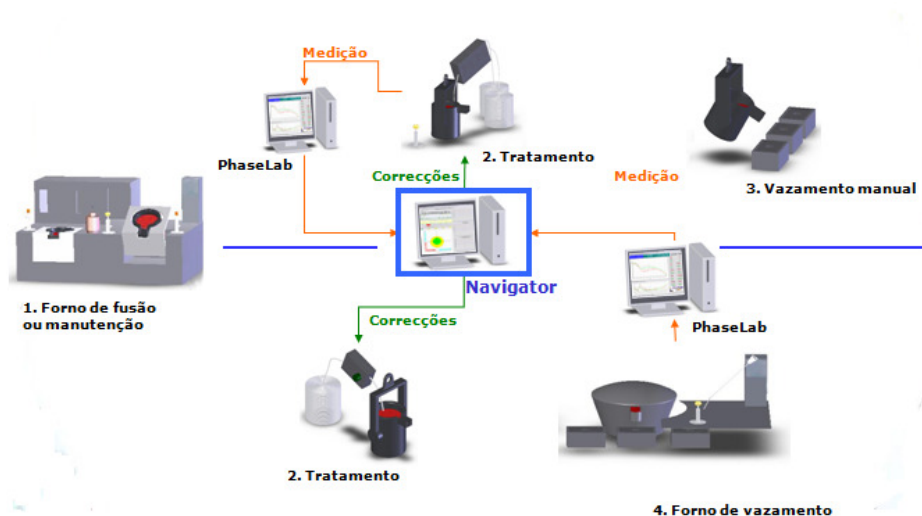 Medição
PhaseLab
2. Tratamento
Correcções
Medição
3. Vazamento manual
Navigator
1. Forno de fusão
ou manutenção
Correcções
PhaseLab
2. Tratamento
4. Forno de vazamento